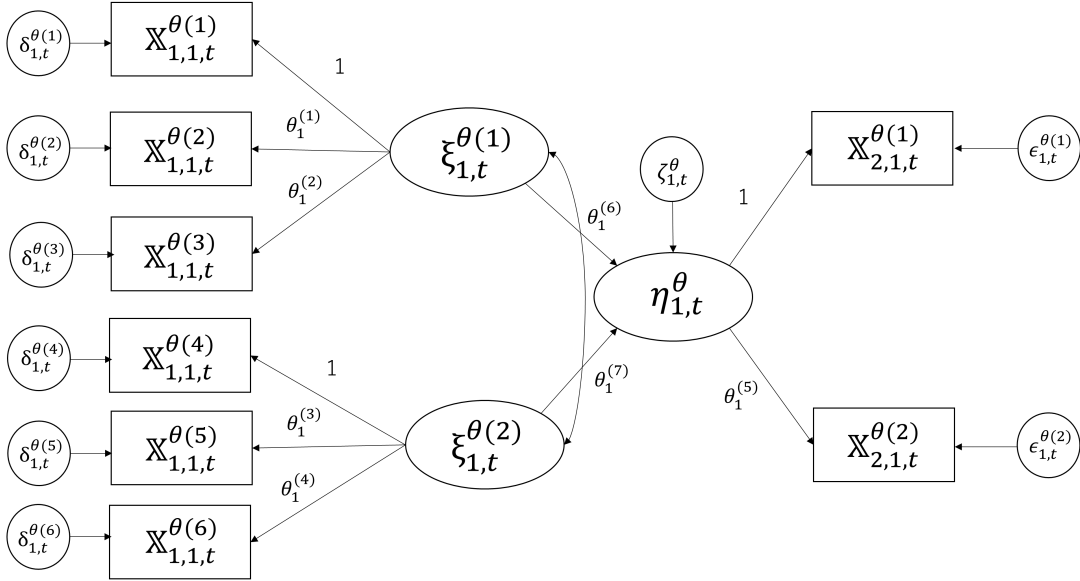 δ_{1,t}^{θ(1)} 𝕏_{1,1,t}^{θ(1)}
1
δ_{1,t}^{θ(2)} 𝕏_{1,1,t}^{θ(2)} θ_1^{(1)} ξ_{1,t}^{θ(1)} ζ_{1,t}^{θ} 𝕏_{2,1,t}^{θ(1)} ϵ_{1,t}^{θ(1)}
θ_1^{(2)} θ_1^{(6)} 1
δ_{1,t}^{θ(3)} 𝕏_{1,1,t}^{θ(3)}
η_{1,t}^{θ}
δ_{1,t}^{θ(4)} 𝕏_{1,1,t}^{θ(4)} 1
θ_1^{(7)} θ_1^{(5)}
δ_{1,t}^{θ(5)} 𝕏_{1,1,t}^{θ(5)} θ_1^{(3)} ξ_{1,t}^{θ(2)} 𝕏_{2,1,t}^{θ(2)} ϵ_{1,t}^{θ(2)}
θ_1^{(4)}
δ_{1,t}^{θ(6)} 𝕏_{1,1,t}^{θ(6)}